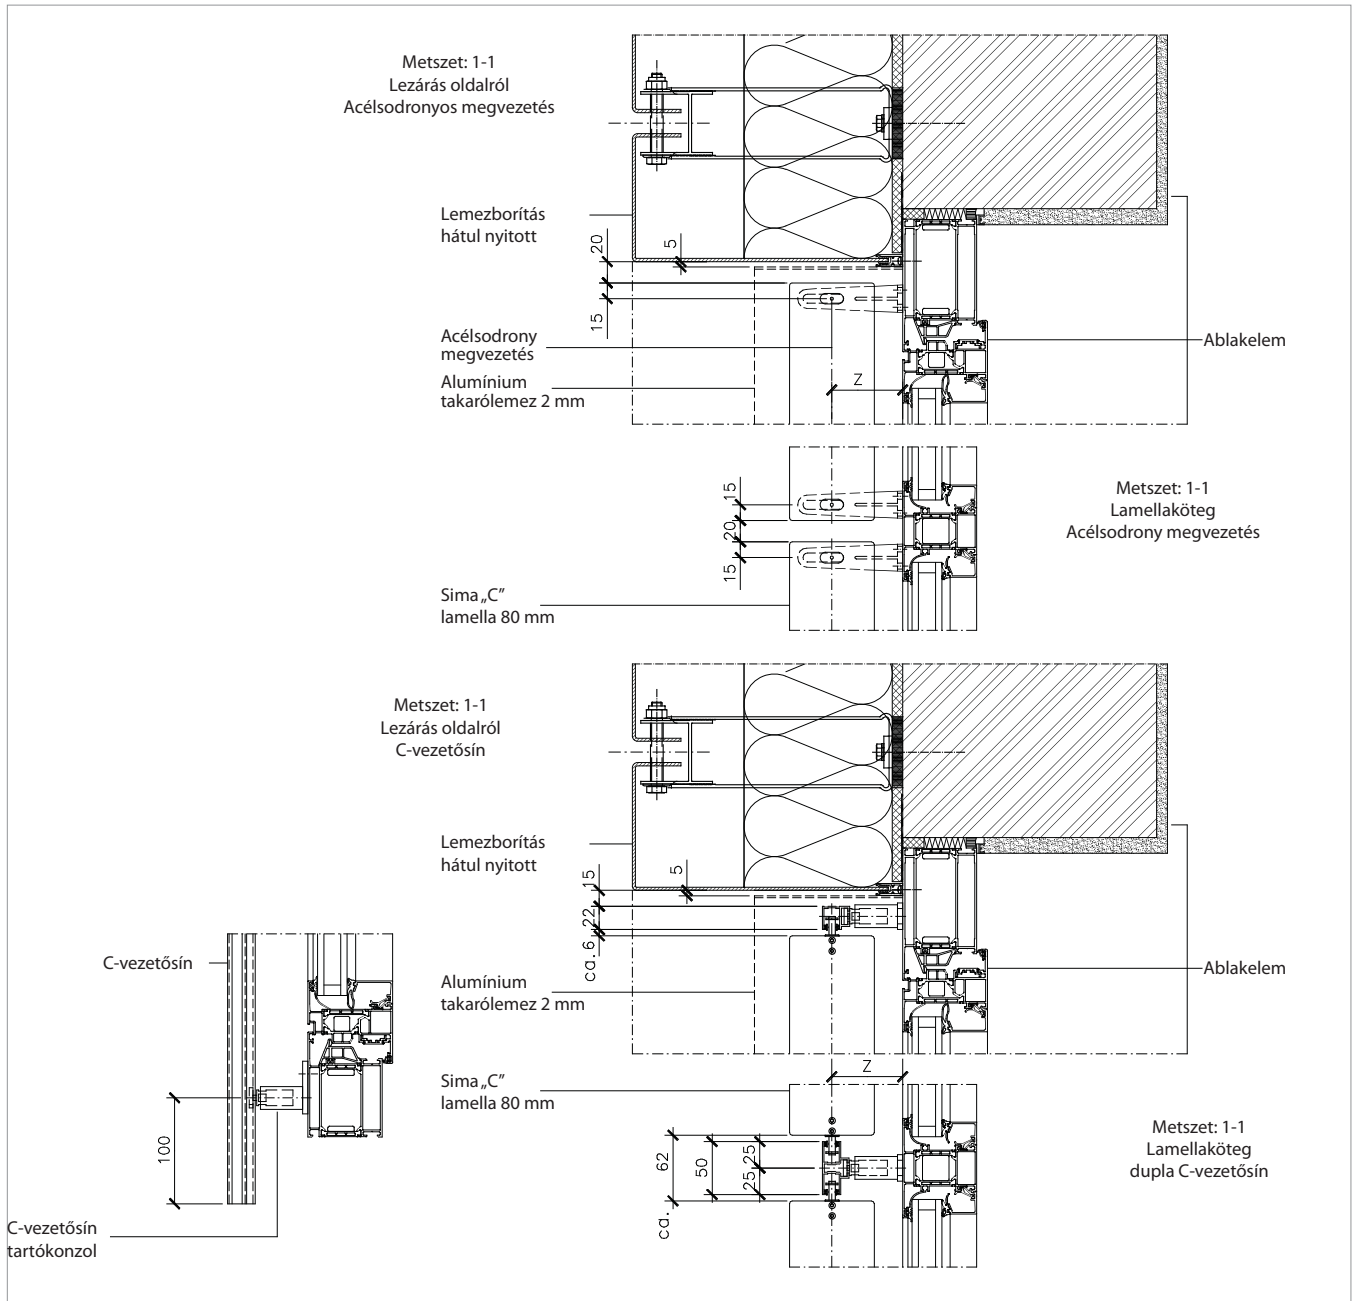 Metszet: 1-1
Lezárás oldalról
Acélsodronyos megvezetés
Lemezborítás
hátul nyitott
20
5
15
Acélsodrony
megvezetés
Alumínium
takarólemez 2 mm
Z
Ablakelem
15
20
15
Metszet: 1-1
Lamellaköteg
Acélsodrony megvezetés
Sima „C”
lamella 80 mm
Metszet: 1-1
Lezárás oldalról
C-vezetősín
Lemezborítás
hátul nyitott
15
5
22
ca. 6
C-vezetősín
Alumínium
takarólemez 2 mm
Ablakelem
Sima „C”
lamella 80 mm
Z
100
ca. 62
50
25
25
Metszet: 1-1
Lamellaköteg
dupla C-vezetősín
C-vezetősín
tartókonzol